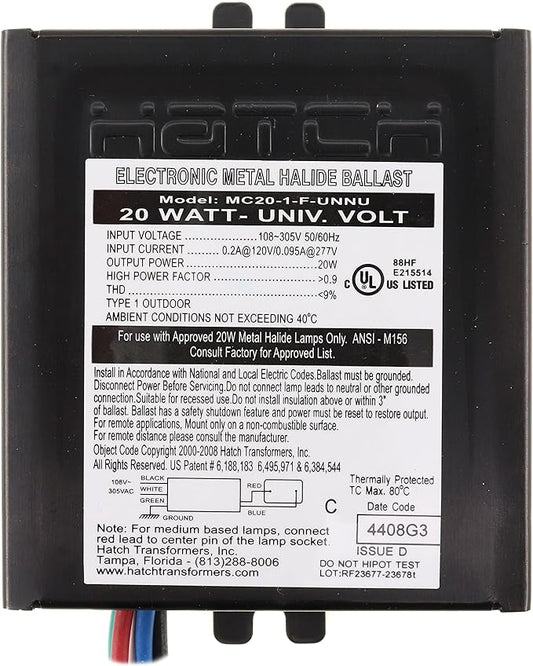 HATCH
ELECTRONIC METAL HALIDE BALLAST
Model: MC20-1-F-UNNU
20 WATT- UNIV. VOLT
INPUT VOLTAGE .................... 108~305V 50/60Hz
INPUT CURRENT .................... 0.2A@120V/0.095A@277V
OUTPUT POWER .................... 20W
HIGH POWER FACTOR .................... >0.9
THD .................... <9%
TYPE 1 OUTDOOR
AMBIENT CONDITIONS NOT EXCEEDING 40°C
88HF
E215514
C UL US LISTED
For use with Approved 20W Metal Halide Lamps Only. ANSI - M156
Consult Factory for Approved List.
Install in Accordance with National and Local Electric Codes.Ballast must be grounded.
Disconnect Power Before Servicing.Do not connect lamp leads to neutral or other grounded
connection.Suitable for recessed use.Do not install insulation above or within 3"
of ballast. Ballast has a safety shutdown feature and power must be reset to restore output.
For remote applications, Mount only on a non-combustible surface.
For remote distance please consult the manufacturer.
Object Code Copyright 2000-2008 Hatch Transformers, Inc.
All Rights Reserved. US Patent # 6,188,183 6,495,971 & 6,384,544
108V~
305VAC
BLACK
WHITE
GREEN
GROUND
RED
BLUE
C
Thermally Protected
TC Max. 80°C
Date Code
4408G3
ISSUE D
DO NOT HIPOT TEST
LOT:RF23677-23678t
Note: For medium based lamps, connect
red lead to center pin of the lamp socket.
Hatch Transformers, Inc.
Tampa, Florida - (813)288-8006
www.hatchtransformers.com